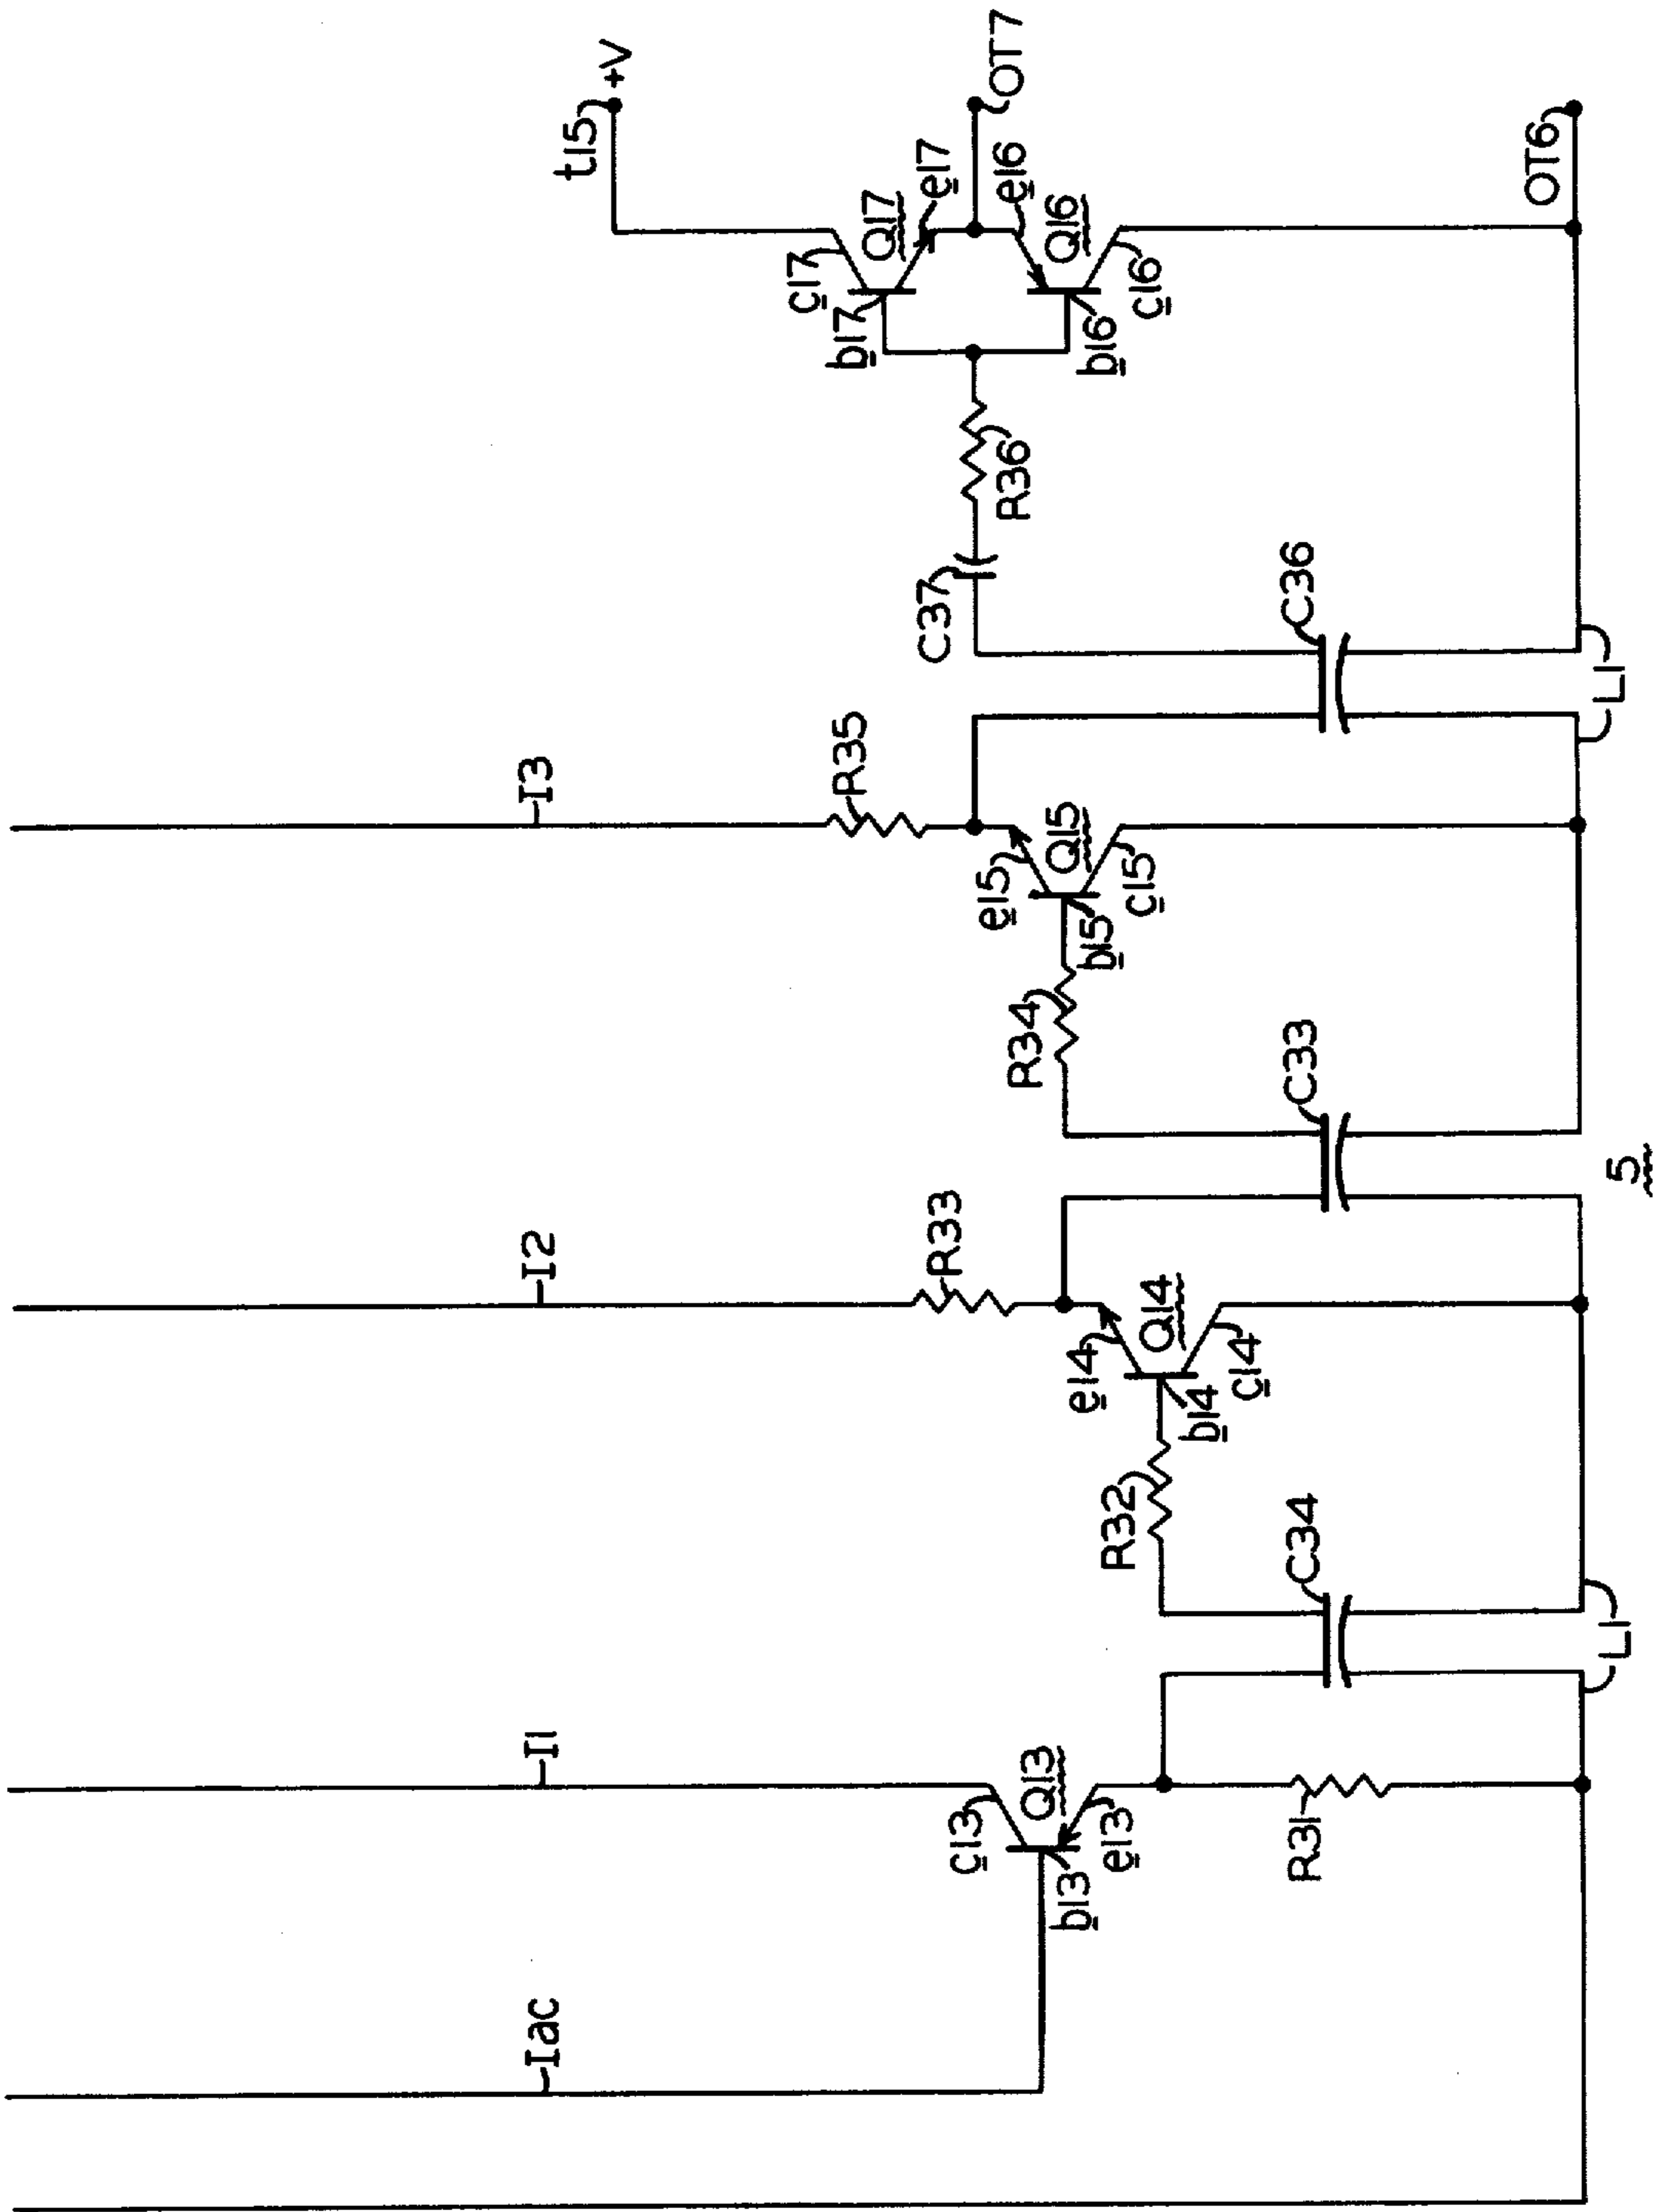 Iac
I1
c13
Q13
b13
e13
R31
L1
C34
R32
I2
R33
e14
Q14
b14
c14
C33
5
R34
I3
R35
e15
Q15
b15
c15
C36
L1
C37
R36
t15
+V
c17
Q17
b17
e17
OT7
e16
Q16
b16
c16
OT6